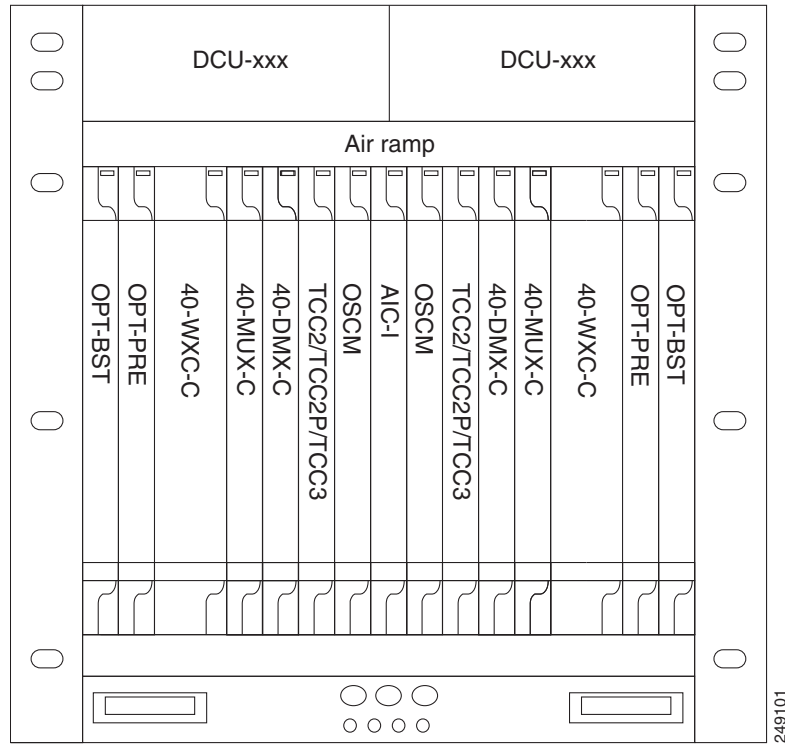 DCU-xxx
DCU-xxx
Air ramp
OPT-BST
OPT-PRE
40-WXC-C
40-MUX-C
40-DMX-C
TCC2/TCC2P/TCC3
OSCM
AIC-I
OSCM
TCC2/TCC2P/TCC3
40-DMX-C
40-MUX-C
40-WXC-C
OPT-PRE
OPT-BST
249101